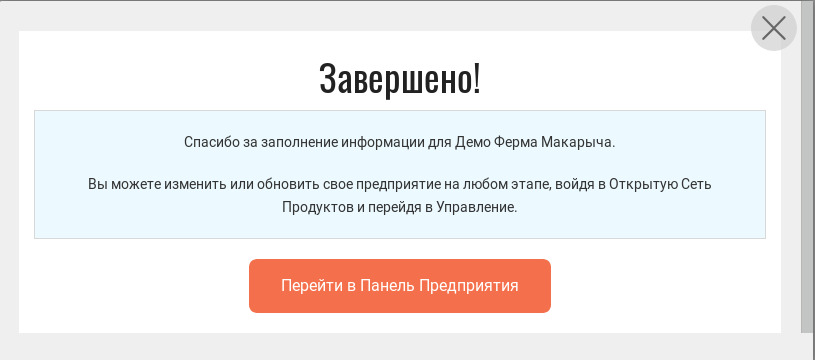 Завершено!
Спасибо за заполнение информации для Демо Ферма Макарыча.
Вы можете изменить или обновить свое предприятие на любом этапе, войдя в Открытую Сеть
Продуктов и перейдя в Управление.
Перейти в Панель Предприятия